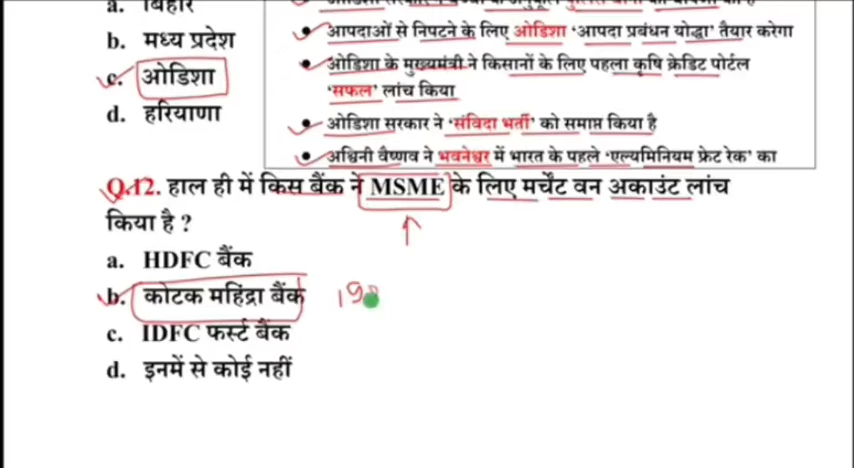 a. बिहार
b. मध्य प्रदेश
c. ओडिशा
d. हरियाणा
आपदाओं से निपटने के लिए ओडिशा 'आपदा प्रबंधन योद्धा' तैयार करेगा
ओडिशा के मुख्यमंत्री ने किसानों के लिए पहला कृषि क्रेडिट पोर्टल
'सफल' लांच किया
ओडिशा सरकार ने 'संविदा भर्ती' को समाप्त किया है
अश्विनी वैष्णव ने भुवनेश्वर में भारत के पहले 'एल्यमिनियम फ्रेट रेक' का
Q.12. हाल ही में किस बैंक ने MSME के लिए मर्चेंट वन अकाउंट लांच
किया है ?
a. HDFC बैंक
b. कोटक महिंद्रा बैंक 19
c. IDFC फर्स्ट बैंक
d. इनमें से कोई नहीं